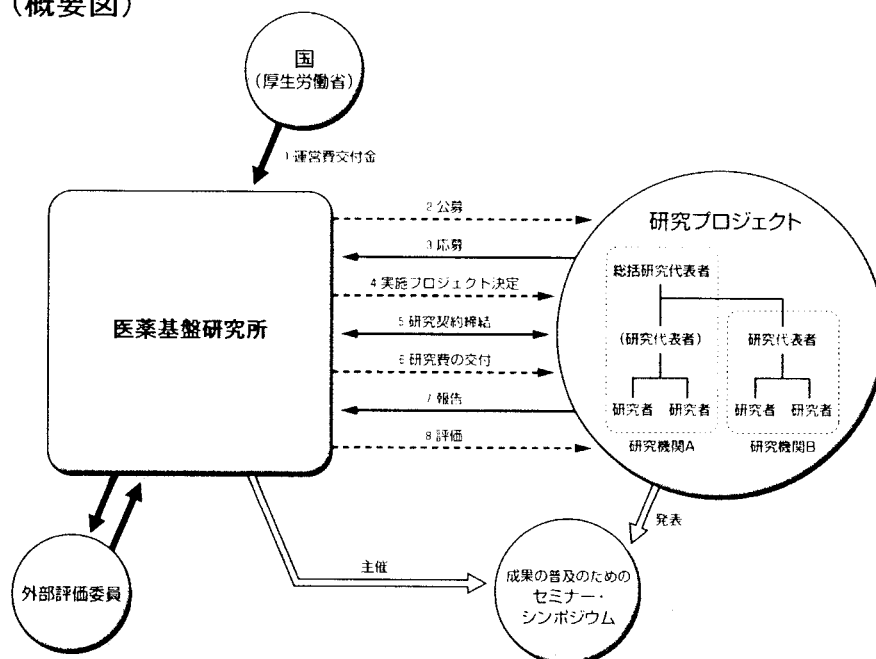 (概要図)
国
(厚生労働省)
1 運営費交付金
医薬基盤研究所
2 公募
3 応募
4 実施プロジェクト決定
5 研究契約締結
6 研究費の交付
7 報告
8 評価
研究プロジェクト
総括研究代表者
(研究代表者) 研究代表者
研究者 研究者 研究者 研究者
研究機関A 研究機関B
発表
主催
外部評価委員
成果の普及のための
セミナー・
シンポジウム